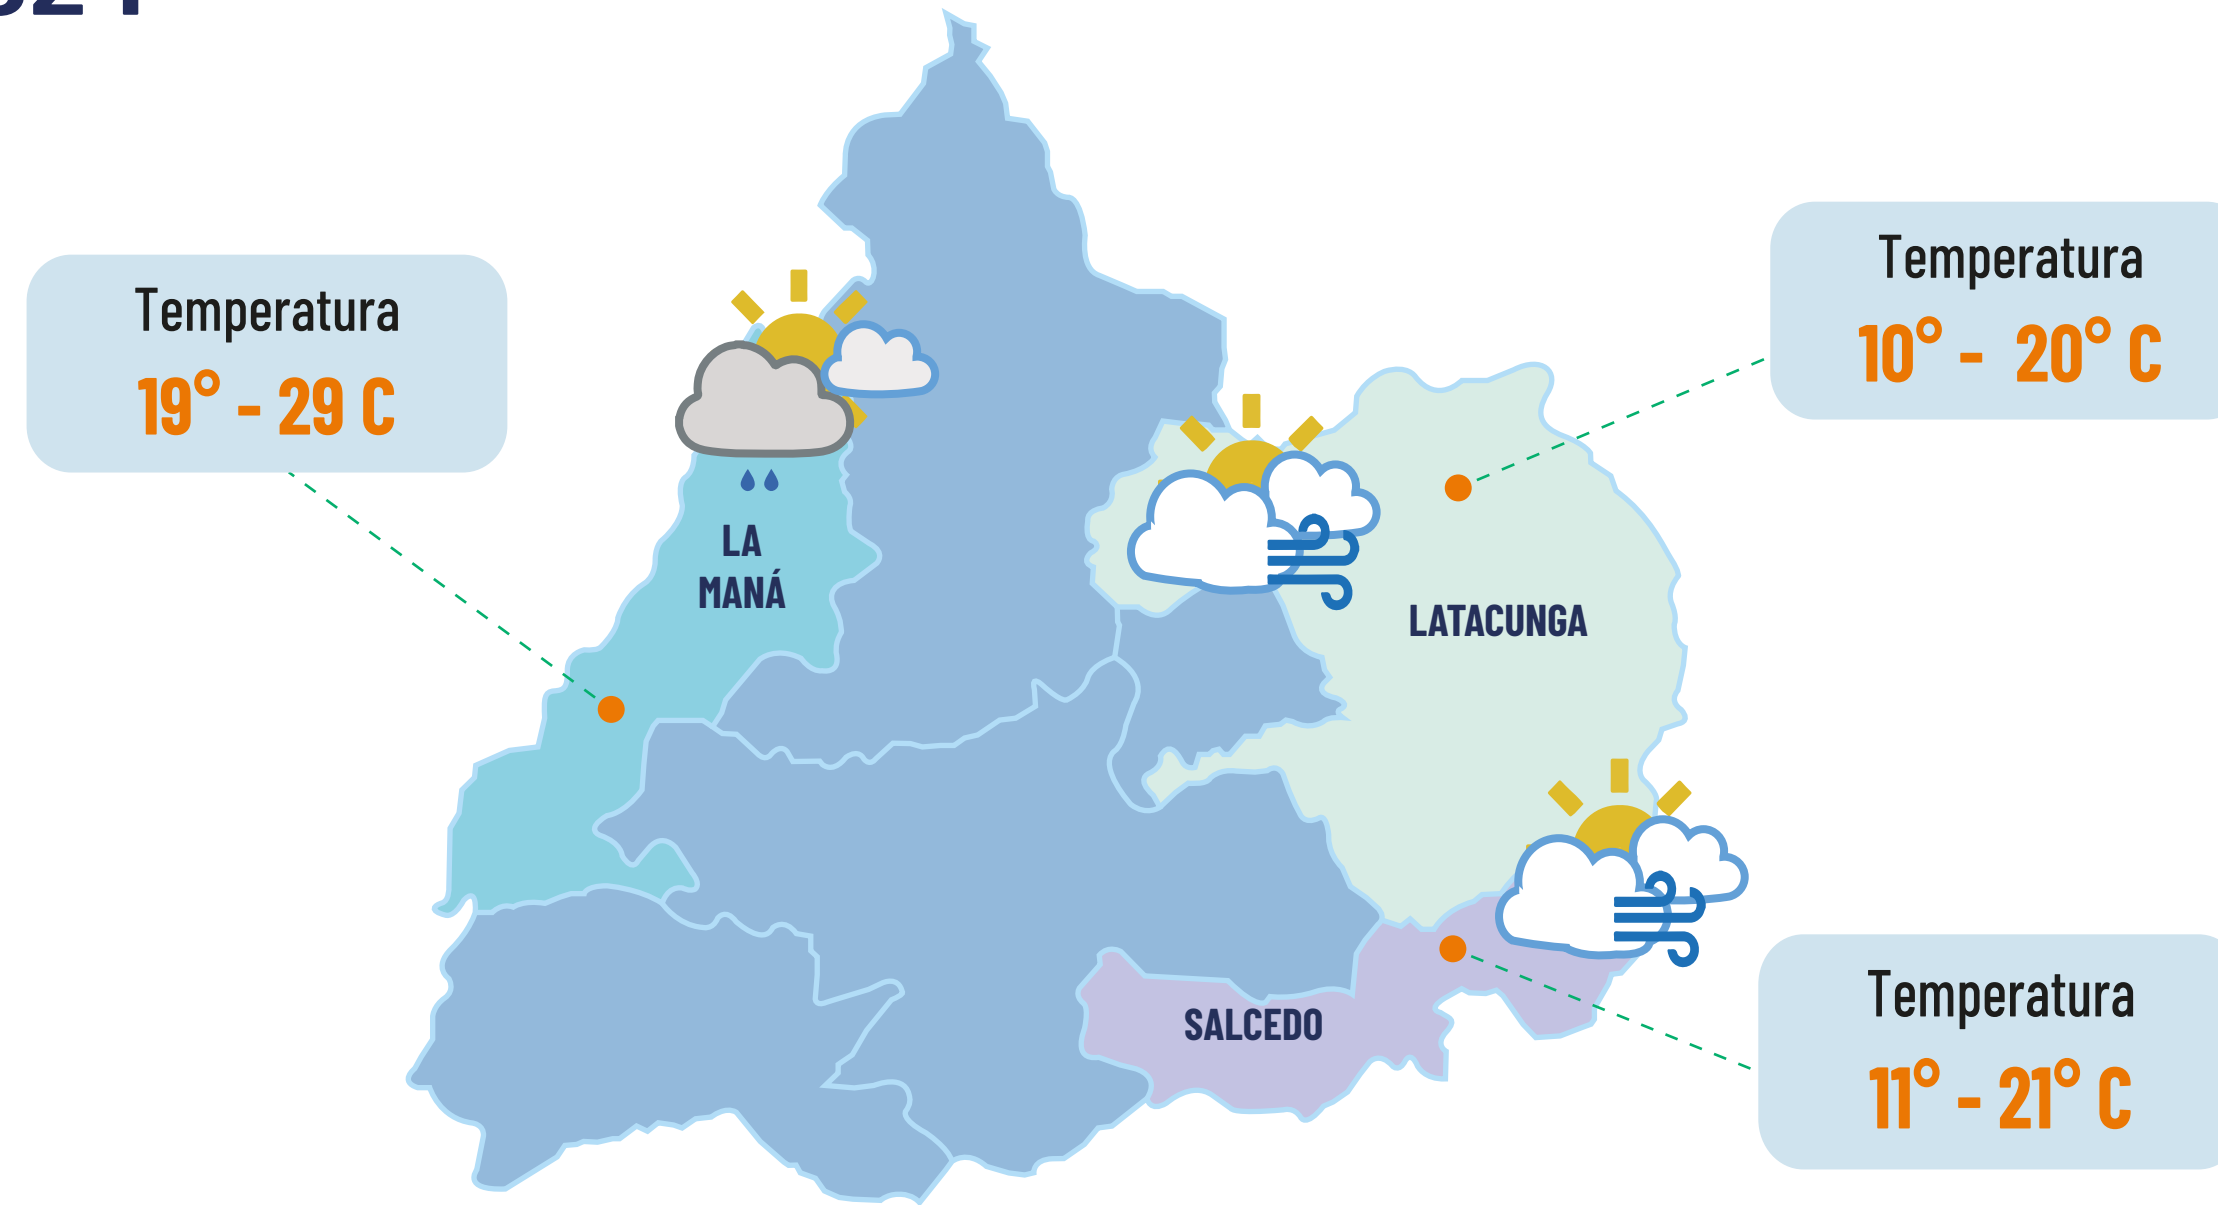 Temperatura
19° - 29 C
Temperatura
10° - 20° C
LA
MANÁ
LATACUNGA
SALCEDO
Temperatura
11° - 21° C